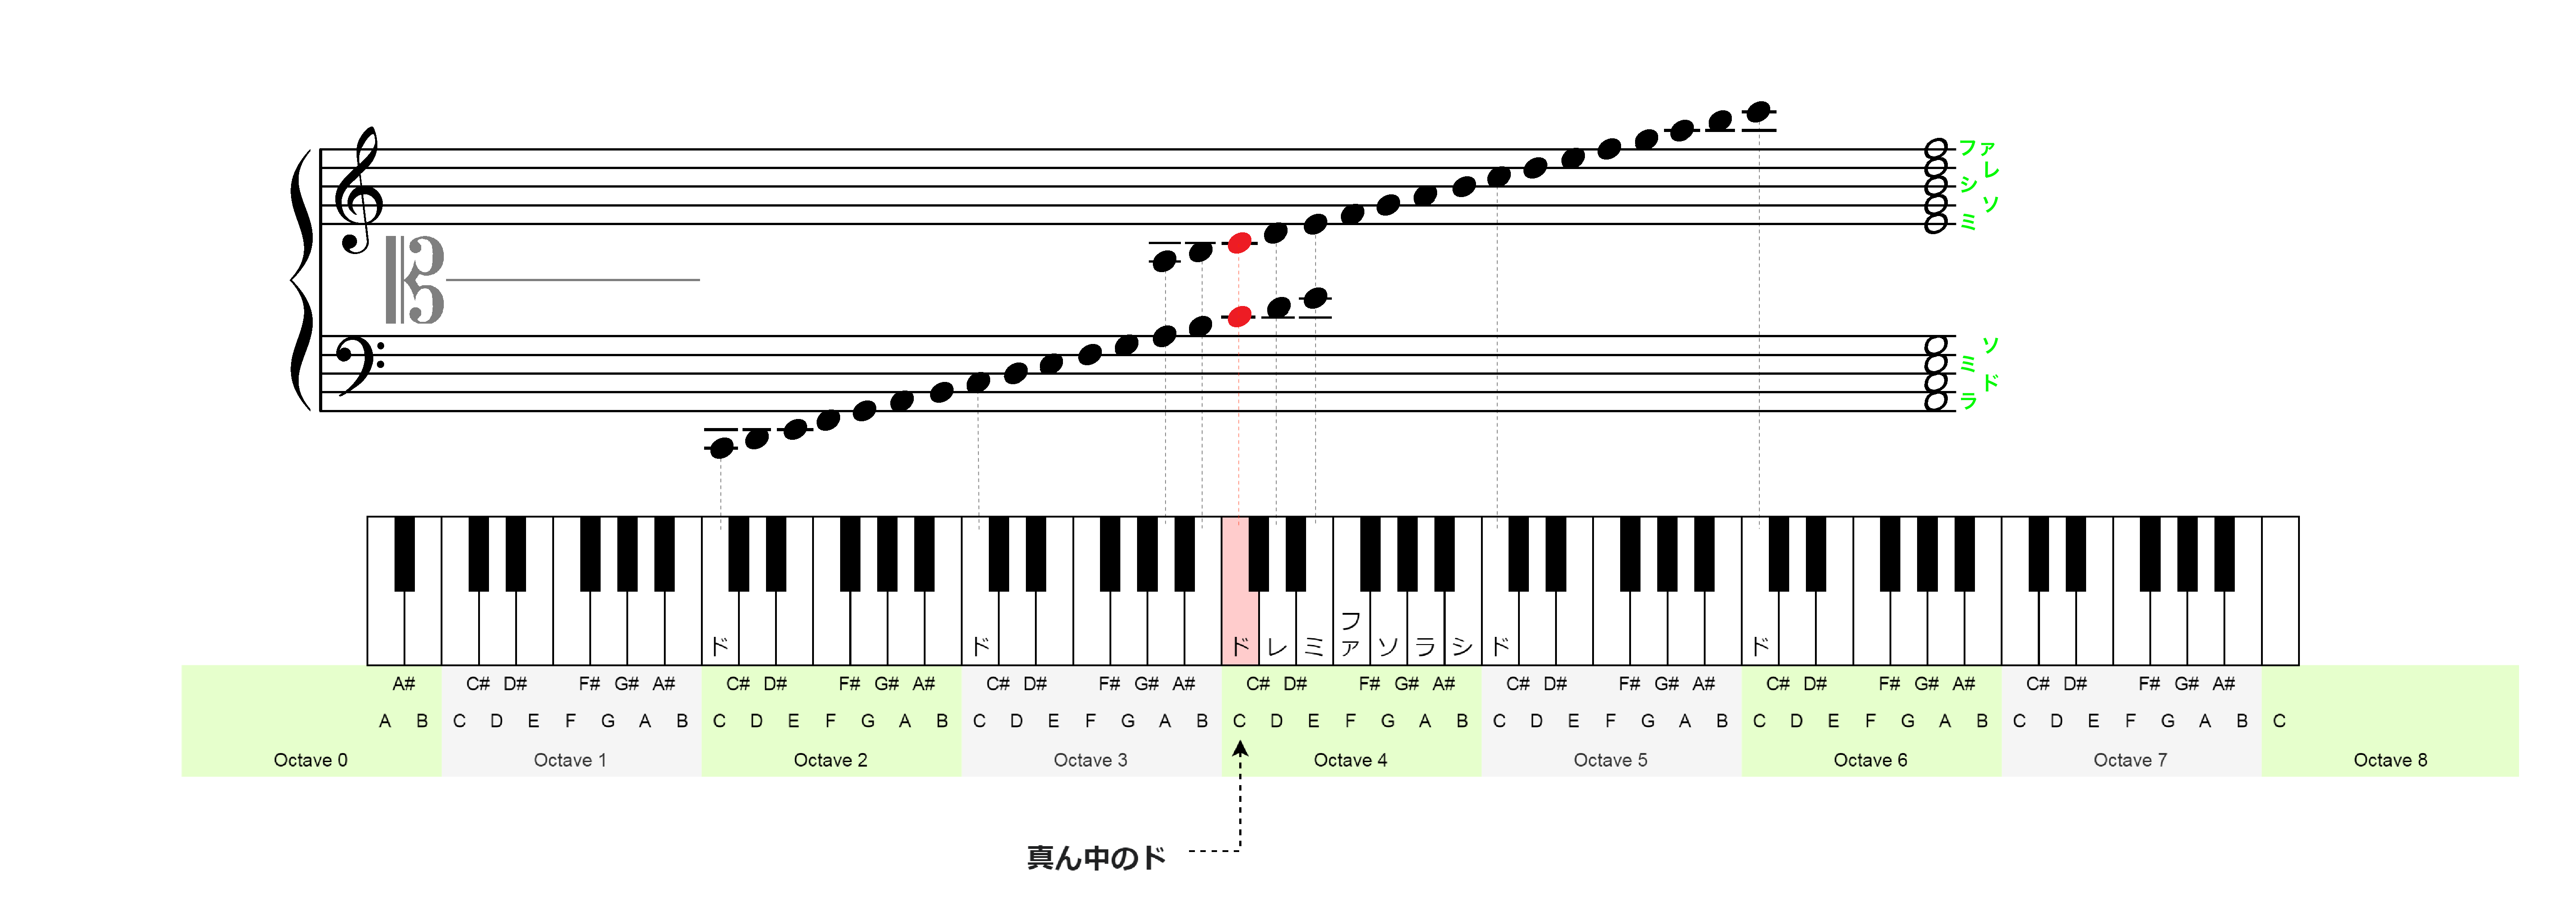 ファ
レ
シ
ソ
ミ
ソ
ミ
ド
ラ
ド ド ド レ ミ ファ ソ ラ シ ド ド
A# C# D# F# G# A# C# D# F# G# A# C# D# F# G# A# C# D# F# G# A# C# D# F# G# A# C# D# F# G# A# C# D# F# G# A#
A B C D E F G A B C D E F G A B C D E F G A B C D E F G A B C D E F G A B C D E F G A B C D E F G A B C
Octave 0 Octave 1 Octave 2 Octave 3 Octave 4 Octave 5 Octave 6 Octave 7 Octave 8
真ん中のド